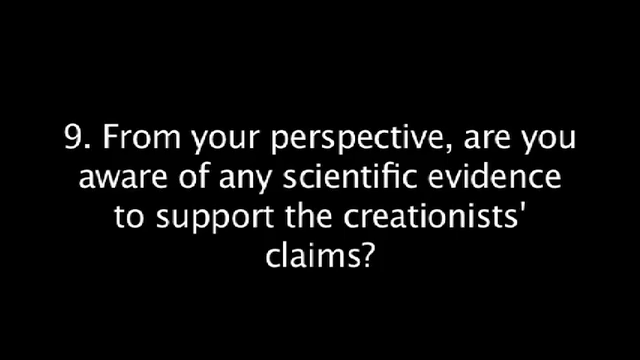 9. From your perspective, are you
aware of any scientific evidence
to support the creationists'
claims?